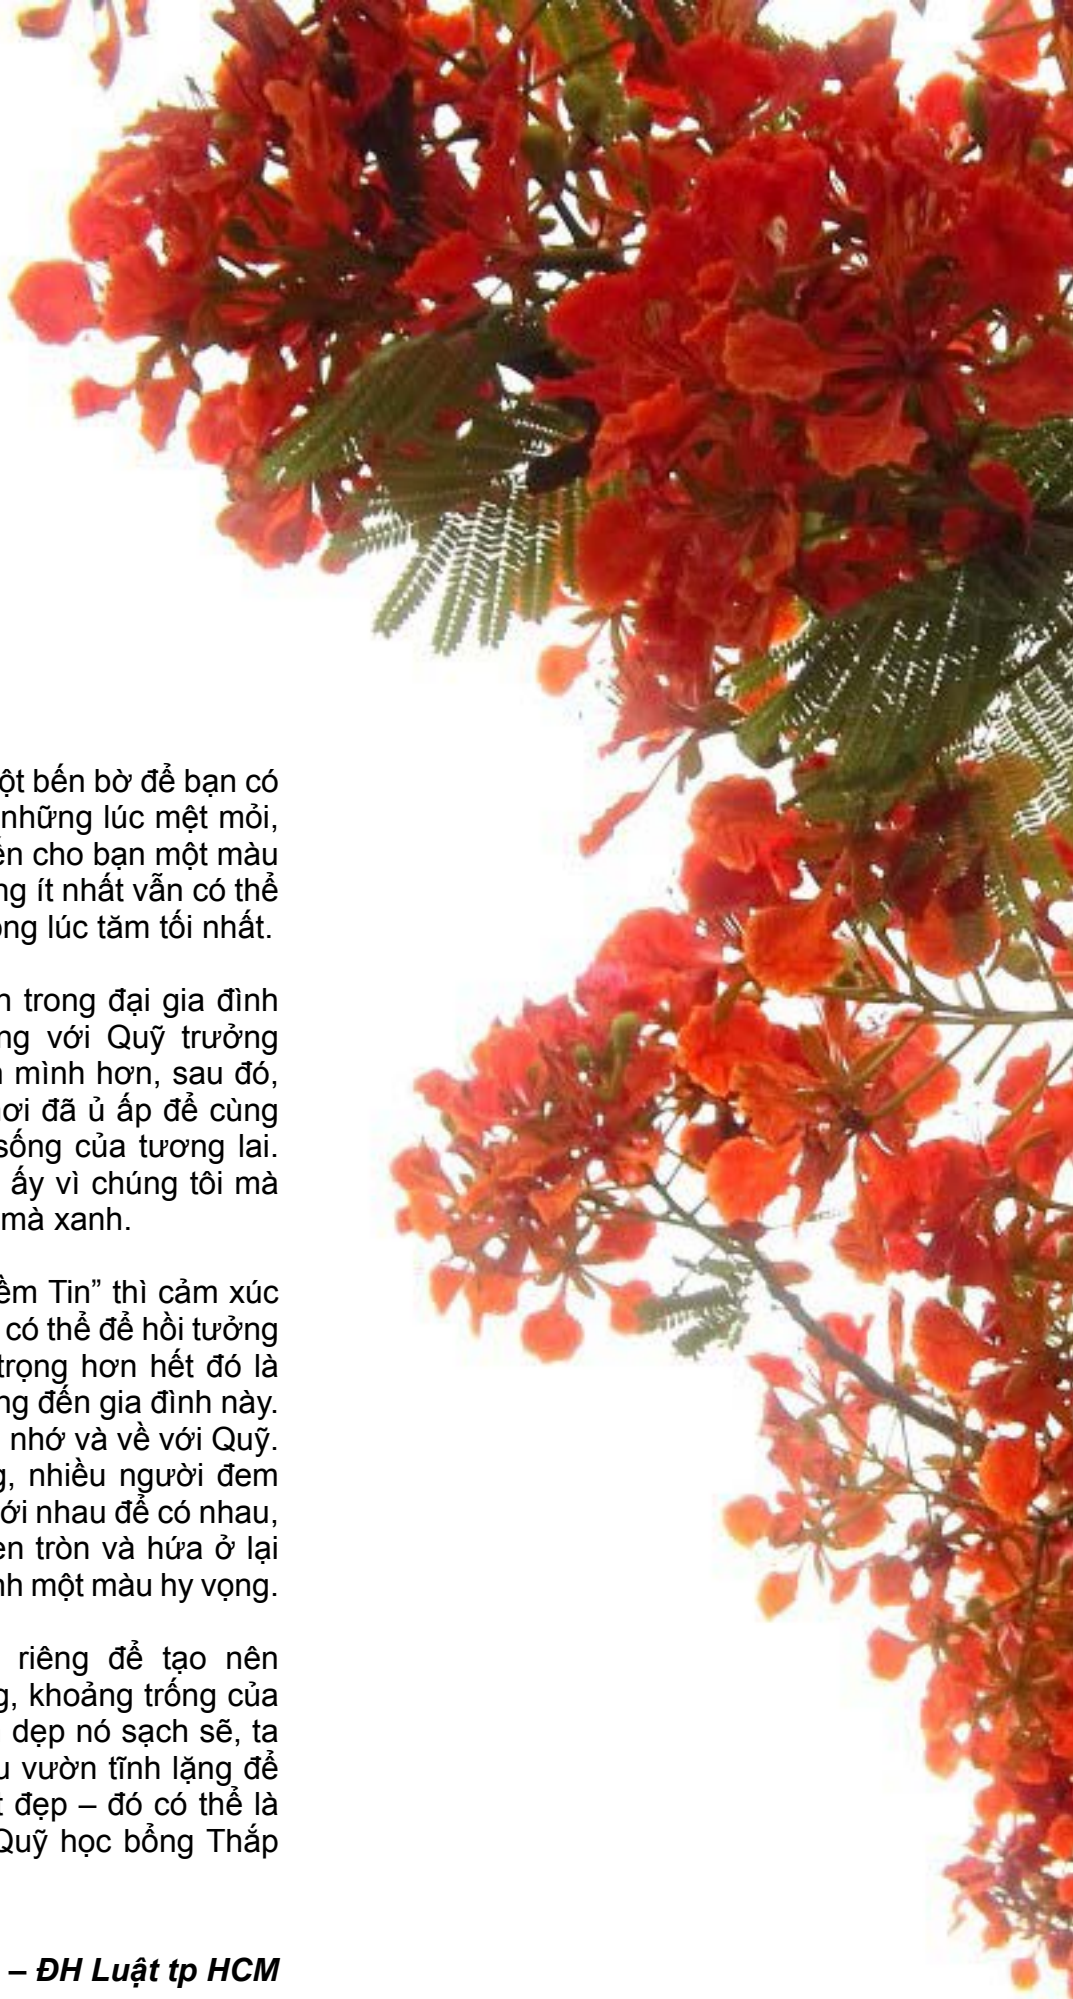 ột bến bờ để bạn có
những lúc mệt mỏi,
ến cho bạn một màu
ng ít nhất vẫn có thể
ong lúc tăm tối nhất.
n trong đại gia đình
ng với Quỹ trưởng
n mình hơn, sau đó,
nơi đã ủ ấp để cùng
sống của tương lai.
ấy vì chúng tôi mà
mà xanh.
ềm Tin” thì cảm xúc
có thể để hồi tưởng
trọng hơn hết đó là
ng đến gia đình này.
nhớ và về với Quỹ.
g, nhiều người đem
ới nhau để có nhau,
en tròn và hứa ở lại
nh một màu hy vọng.
riêng để tạo nên
g, khoảng trống của
dẹp nó sạch sẽ, ta
u vườn tĩnh lặng để
t đẹp – đó có thể là
Quỹ học bổng Thắp
– ĐH Luật tp HCM